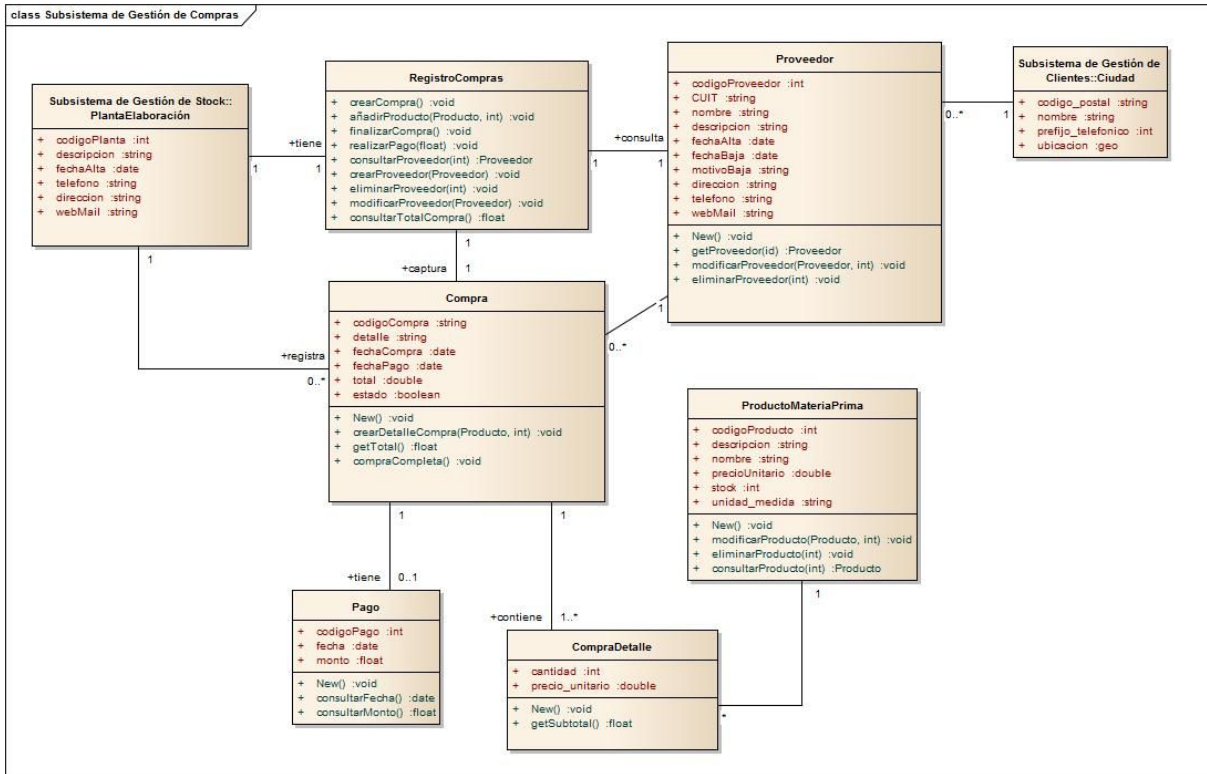 class Subsistema de Gestión de Compras
Subsistema de Gestión de Stock::
PlantaElaboración
+ codigoPlanta :int
+ descripcion :string
+ fechaAlta :date
+ telefono :string
+ direccion :string
+ webMail :string
1
+tiene
1
1
RegistroCompras
+ crearCompra() :void
+ añadirProducto(Producto, int) :void
+ finalizarCompra() :void
+ realizarPago(float) :void
+ consultarProveedor(int) :Proveedor
+ crearProveedor(Proveedor) :void
+ eliminarProveedor(int) :void
+ modificarProveedor(Proveedor) :void
+ consultarTotalCompra() :float
1
+consulta
1
Proveedor
+ codigoProveedor :int
+ CUIT :string
+ nombre :string
+ descripcion :string
+ fechaAlta :date
+ fechaBaja :date
+ motivoBaja :string
+ direccion :string
+ telefono :string
+ webMail :string
+ New() :void
+ getProveedor(id) :Proveedor
+ modificarProveedor(Proveedor, int) :void
+ eliminarProveedor(int) :void
0..*
1
Subsistema de Gestión de
Clientes::Ciudad
+ codigo_postal :string
+ nombre :string
+ prefijo_telefonico :int
+ ubicacion :geo
1
+captura
1
1
0..*
+registra
0..*
Compra
+ codigoCompra :string
+ detalle :string
+ fechaCompra :date
+ fechaPago :date
+ total :double
+ estado :boolean
+ New() :void
+ crearDetalleCompra(Producto, int) :void
+ getTotal() :float
+ compraCompleta() :void
1
1
ProductoMateriaPrima
+ codigoProducto :int
+ descripcion :string
+ nombre :string
+ precioUnitario :double
+ stock :int
+ unidad_medida :string
+ New() :void
+ modificarProducto(Producto, int) :void
+ eliminarProducto(int) :void
+ consultarProducto(int) :Producto
1
+tiene
0..1
Pago
+ codigoPago :int
+ fecha :date
+ monto :float
+ New() :void
+ consultarFecha() :date
+ consultarMonto() :float
+contiene
1..*
CompraDetalle
+ cantidad :int
+ precio_unitario :double
+ New() :void
+ getSubtotal() :float
*